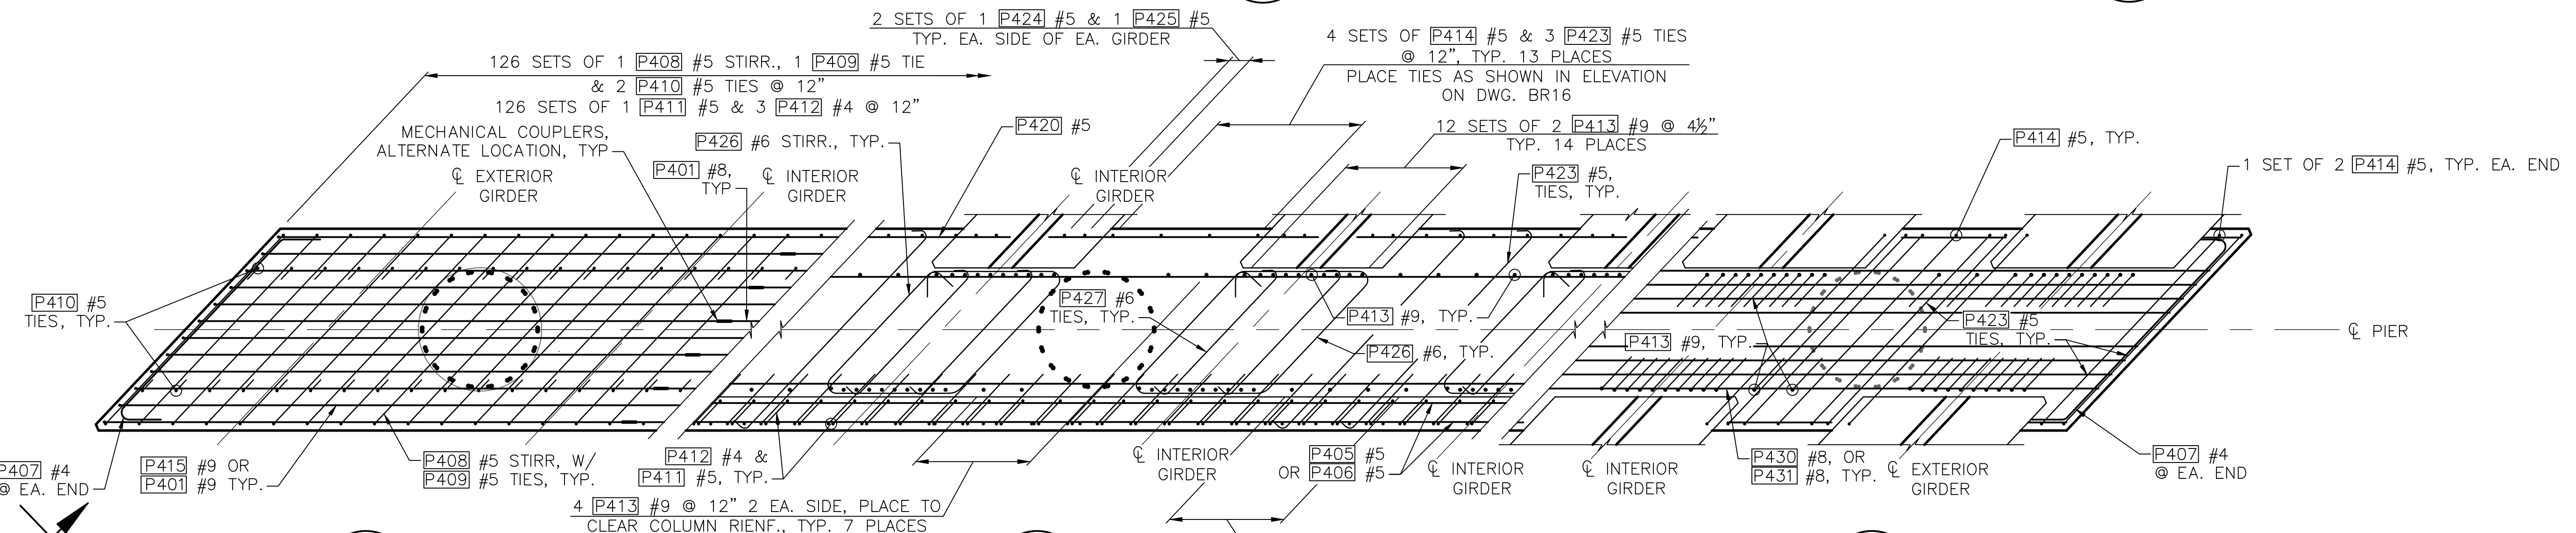 2 SETS OF 1 P424 #5 & 1 P425 #5
TYP. EA. SIDE OF EA. GIRDER
4 SETS OF P414 #5 & 3 P423 #5 TIES
@ 12", TYP. 13 PLACES
PLACE TIES AS SHOWN IN ELEVATION
ON DWG. BR16
126 SETS OF 1 P408 #5 STIRR., 1 P409 #5 TIE
& 2 P410 #5 TIES @ 12"
126 SETS OF 1 P411 #5 & 3 P412 #4 @ 12"
MECHANICAL COUPLERS,
ALTERNATE LOCATION, TYP
P426 #6 STIRR., TYP.
P420 #5
12 SETS OF 2 P413 #9 @ 4½"
TYP. 14 PLACES
P414 #5, TYP.
1 SET OF 2 P414 #5, TYP. EA. END
℄ EXTERIOR
GIRDER
P401 #8,
TYP
℄ INTERIOR
GIRDER
℄ INTERIOR
GIRDER
P423 #5,
TIES, TYP.
P410 #5
TIES, TYP.
P427 #6
TIES, TYP.
P413 #9, TYP.
P426 #6, TYP.
P413 #9, TYP.
P423 #5
TIES, TYP.
℄ PIER
P407 #4
@ EA. END
P415 #9 OR
P401 #9 TYP.
P408 #5 STIRR, W/
P409 #5 TIES, TYP.
P412 #4 &
P411 #5, TYP.
4 P413 #9 @ 12" 2 EA. SIDE, PLACE TO
CLEAR COLUMN RIENF., TYP. 7 PLACES
℄ INTERIOR
GIRDER
P405 #5
OR P406 #5
℄ INTERIOR
GIRDER
℄ INTERIOR
GIRDER
P430 #8, OR
P431 #8, TYP.
℄ EXTERIOR
GIRDER
P407 #4
@ EA. END